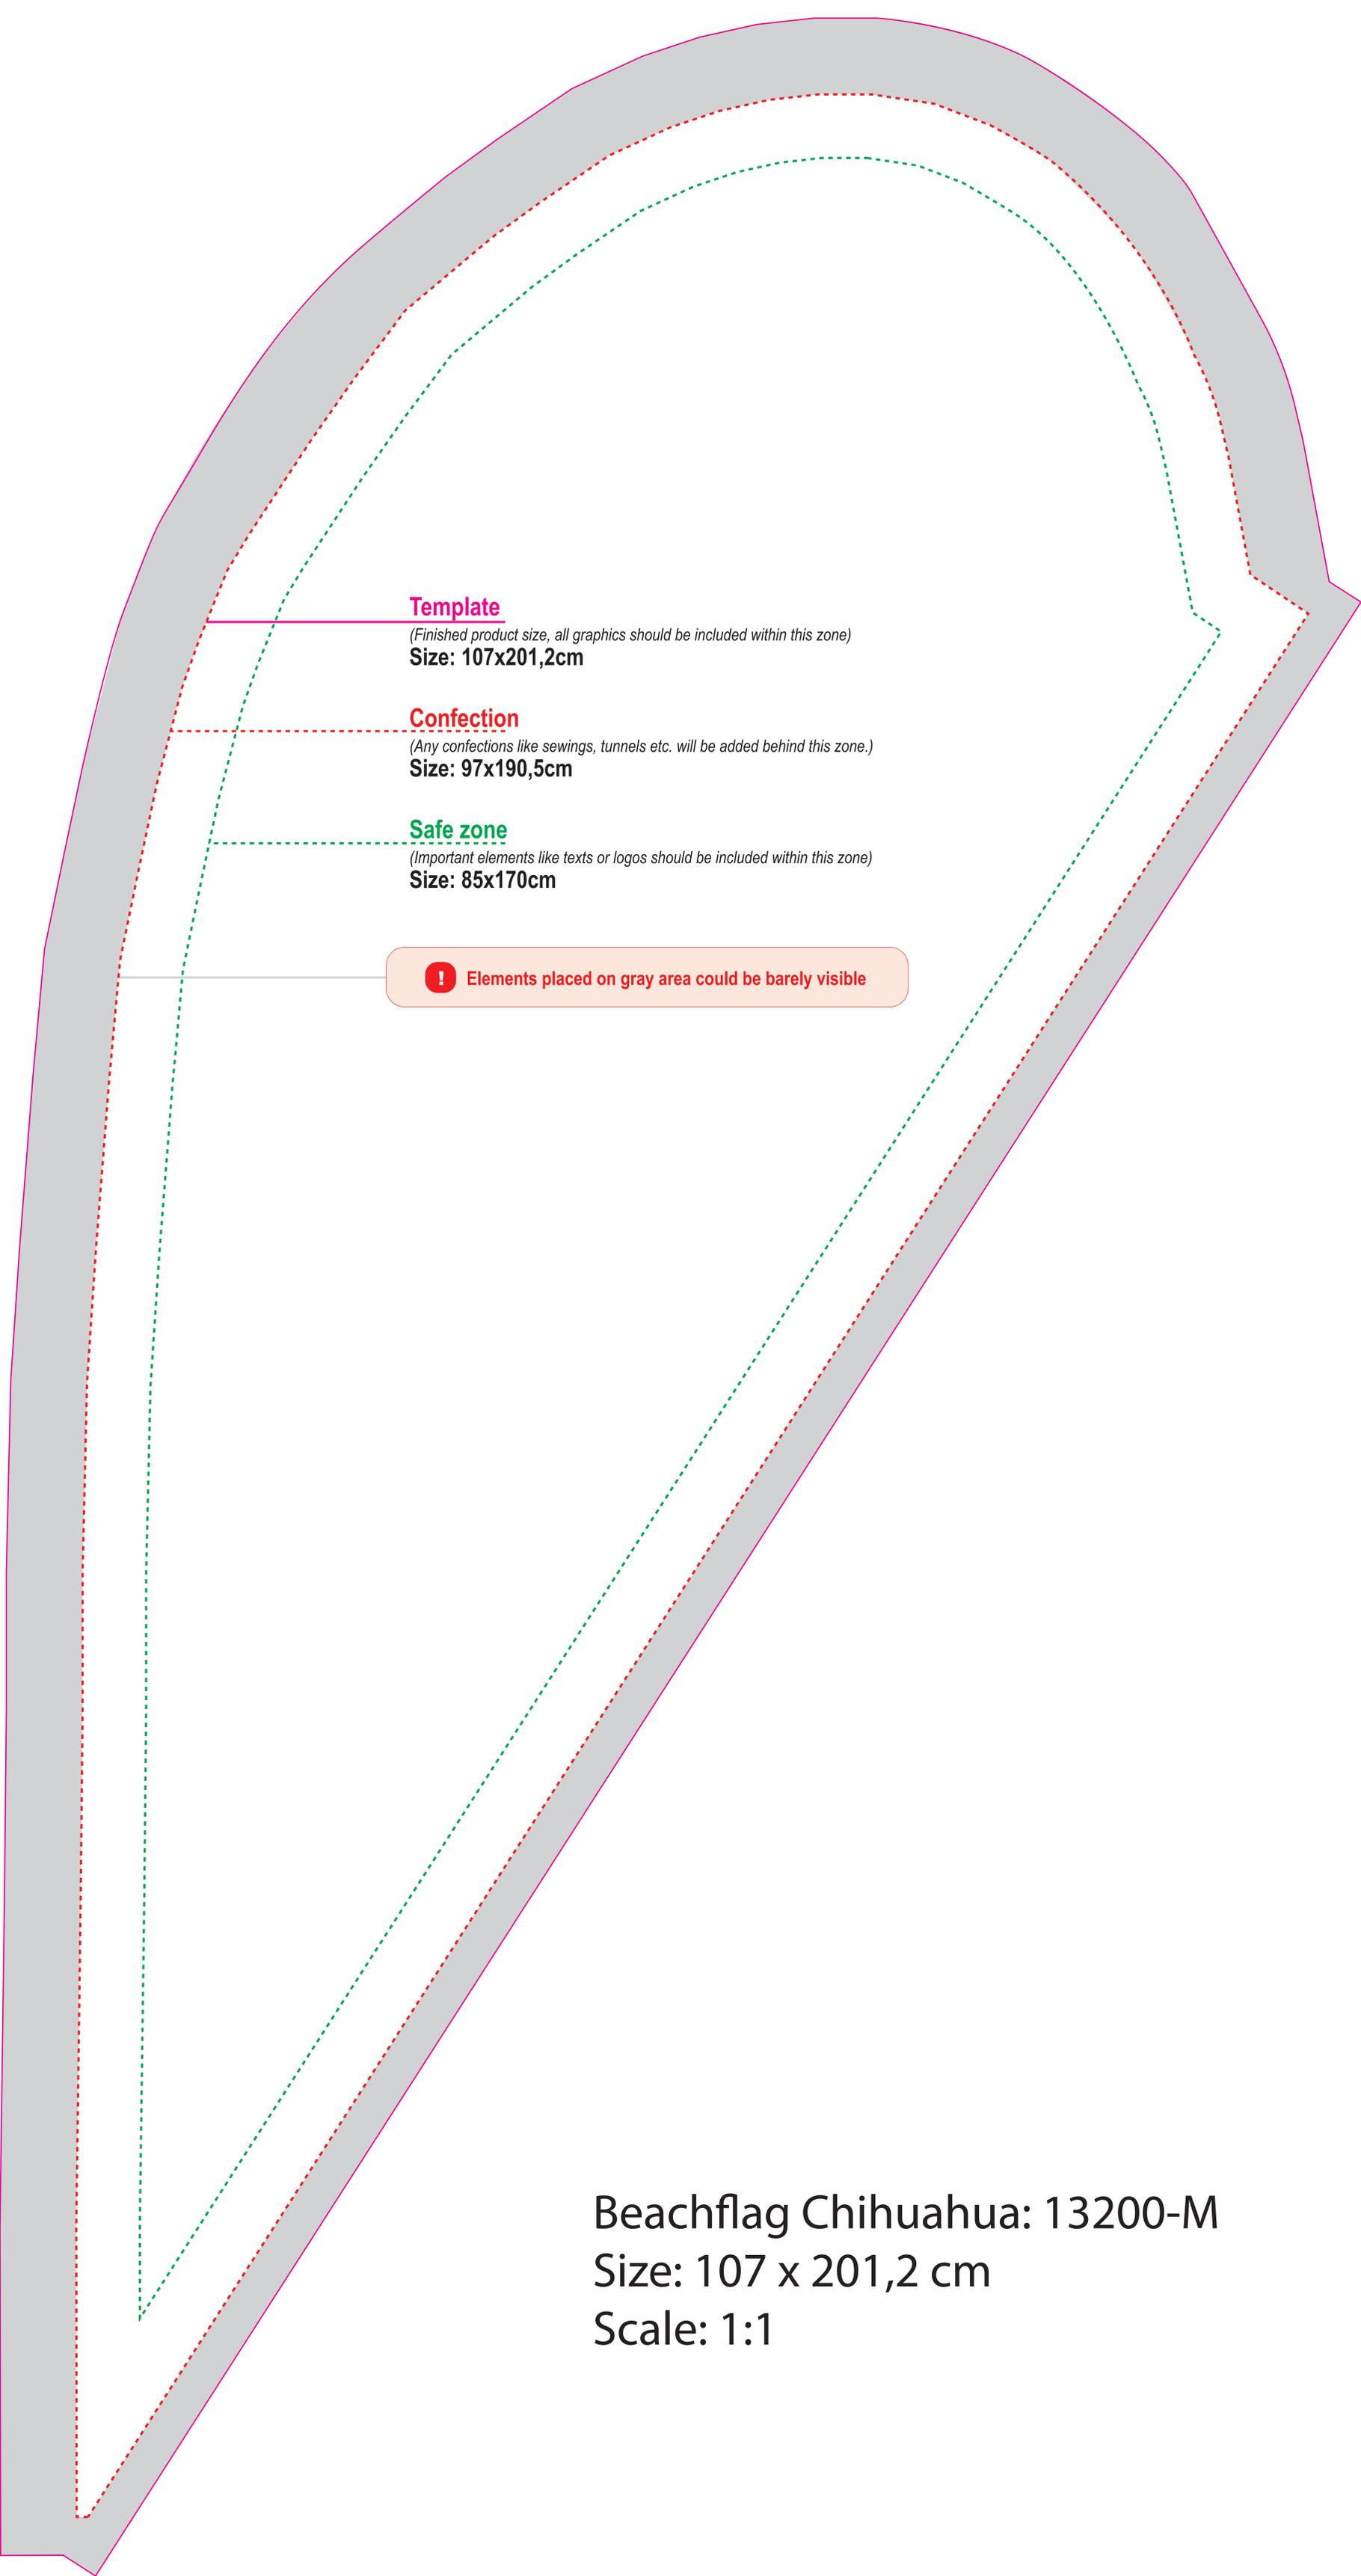 Template
(Finished product size, all graphics should be included within this zone)
Size: 107x201,2cm
Confection
(Any confections like sewings, tunnels etc. will be added behind this zone.)
Size: 97x190,5cm
Safe zone
(Important elements like texts or logos should be included within this zone)
Size: 85x170cm
! Elements placed on gray area could be barely visible
Beachflag Chihuahua: 13200-M
Size: 107 x 201,2 cm
Scale: 1:1